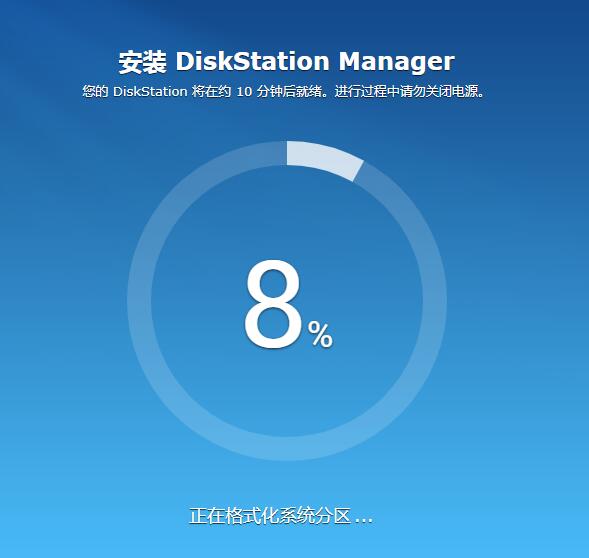 安装 DiskStation Manager
您的 DiskStation 将在约 10 分钟后就绪。进行过程中请勿关闭电源。
8%
正在格式化系统分区 ...